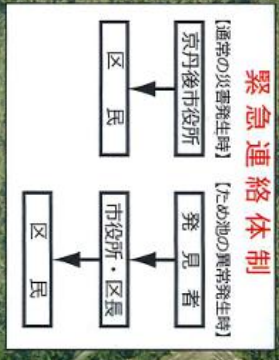 緊急連絡体制
【通常の災害発生時】
京丹後市役所
区民
【ため池の異常発生時】
発見者
市役所・区長
区民